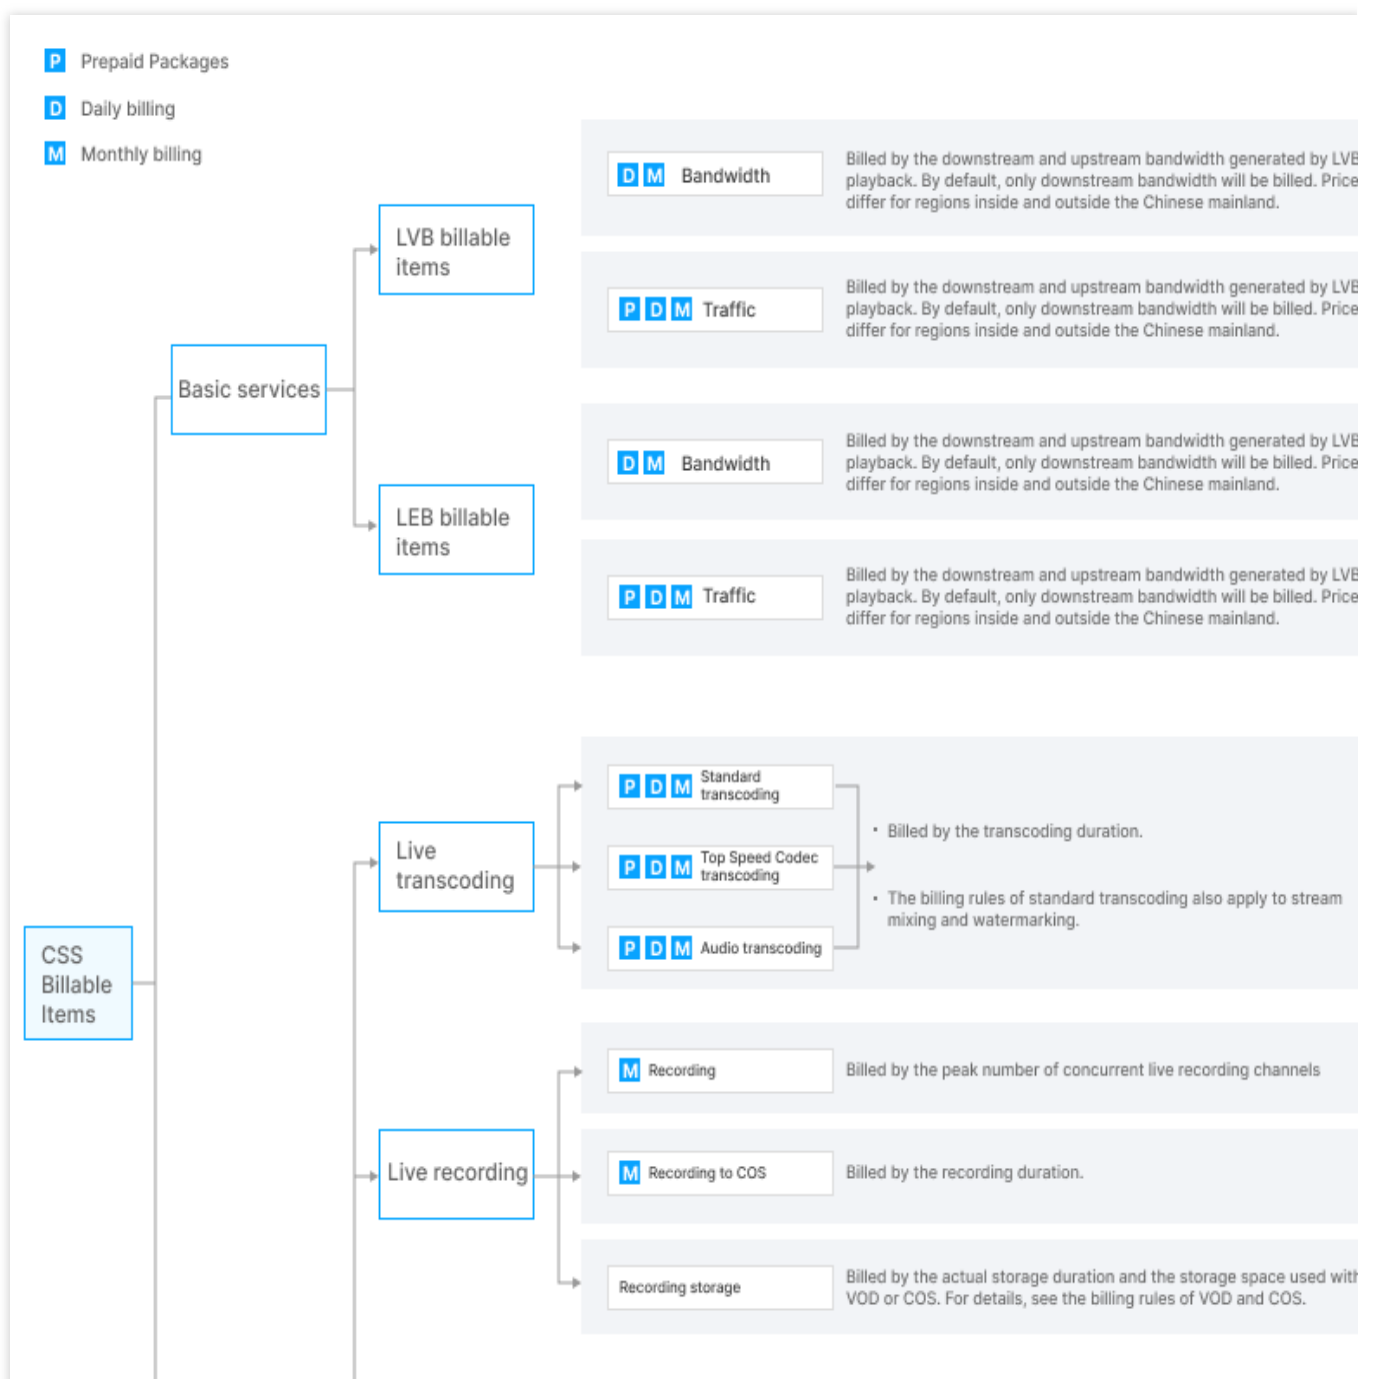 P Prepaid Packages
D Daily billing
M Monthly billing
D M Bandwidth
Billed by the downstream and upstream bandwidth generated by LVB
playback. By default, only downstream bandwidth will be billed. Price
differ for regions inside and outside the Chinese mainland.
LVB billable
items
P D M Traffic
Billed by the downstream and upstream bandwidth generated by LVB
playback. By default, only downstream bandwidth will be billed. Price
differ for regions inside and outside the Chinese mainland.
Basic services
D M Bandwidth
Billed by the downstream and upstream bandwidth generated by LVB
playback. By default, only downstream bandwidth will be billed. Price
differ for regions inside and outside the Chinese mainland.
LEB billable
items
P D M Traffic
Billed by the downstream and upstream bandwidth generated by LVB
playback. By default, only downstream bandwidth will be billed. Price
differ for regions inside and outside the Chinese mainland.
Live
transcoding
P D M Standard
transcoding
P D M Top Speed Codec
transcoding
P D M Audio transcoding
• Billed by the transcoding duration.
• The billing rules of standard transcoding also apply to stream
mixing and watermarking.
CSS
Billable
Items
M Recording
Billed by the peak number of concurrent live recording channels
Live recording
M Recording to COS
Billed by the recording duration.
Recording storage
Billed by the actual storage duration and the storage space used with
VOD or COS. For details, see the billing rules of VOD and COS.